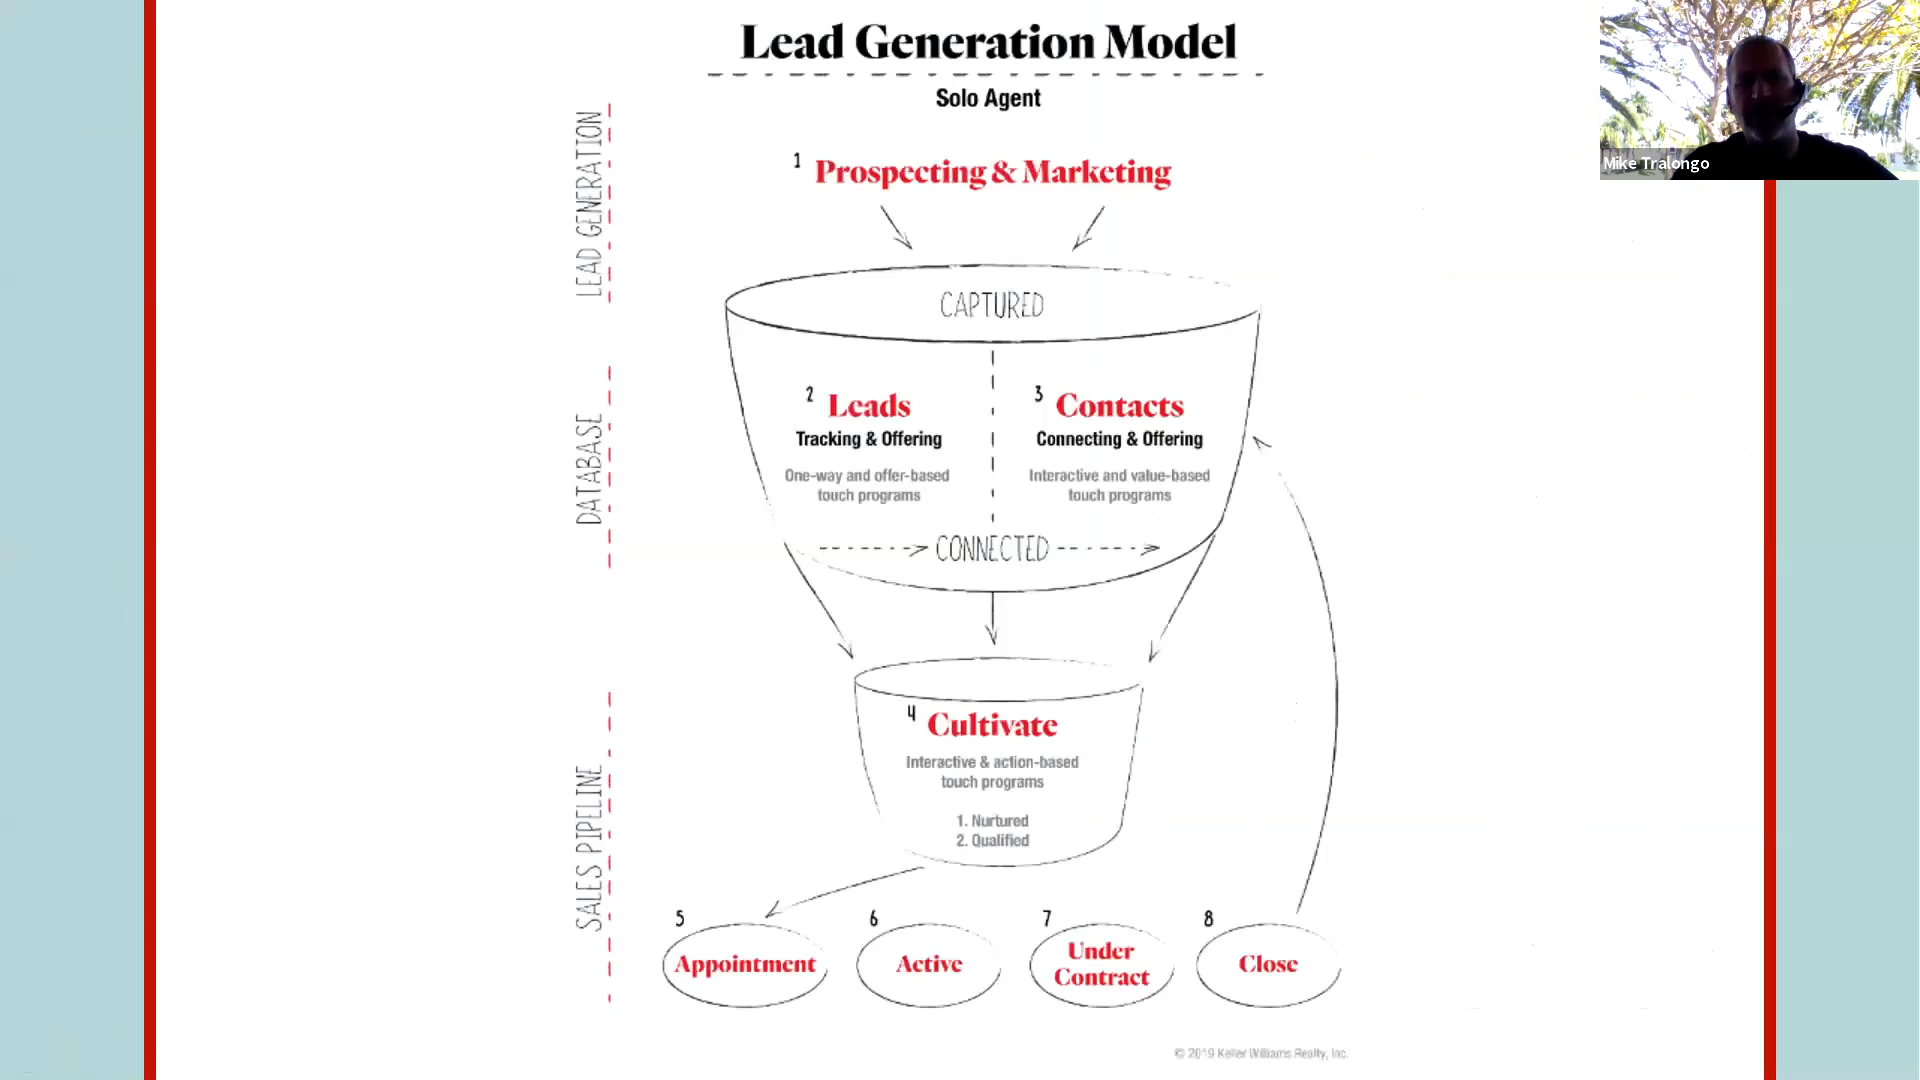 Lead Generation Model
Solo Agent
Mike Tralongo
LEAD GENERATION
1 Prospecting & Marketing
CAPTURED
DATABASE
2 Leads
Tracking & Offering
One-way and offer-based
touch programs
3 Contacts
Connecting & Offering
Interactive and value-based
touch programs
CONNECTED
SALES PIPELINE
4 Cultivate
Interactive & action-based
touch programs
1. Nurtured
2. Qualified
5 Appointment
6 Active
7 Under
Contract
8 Close
© 2019 Keller Williams Realty, Inc.